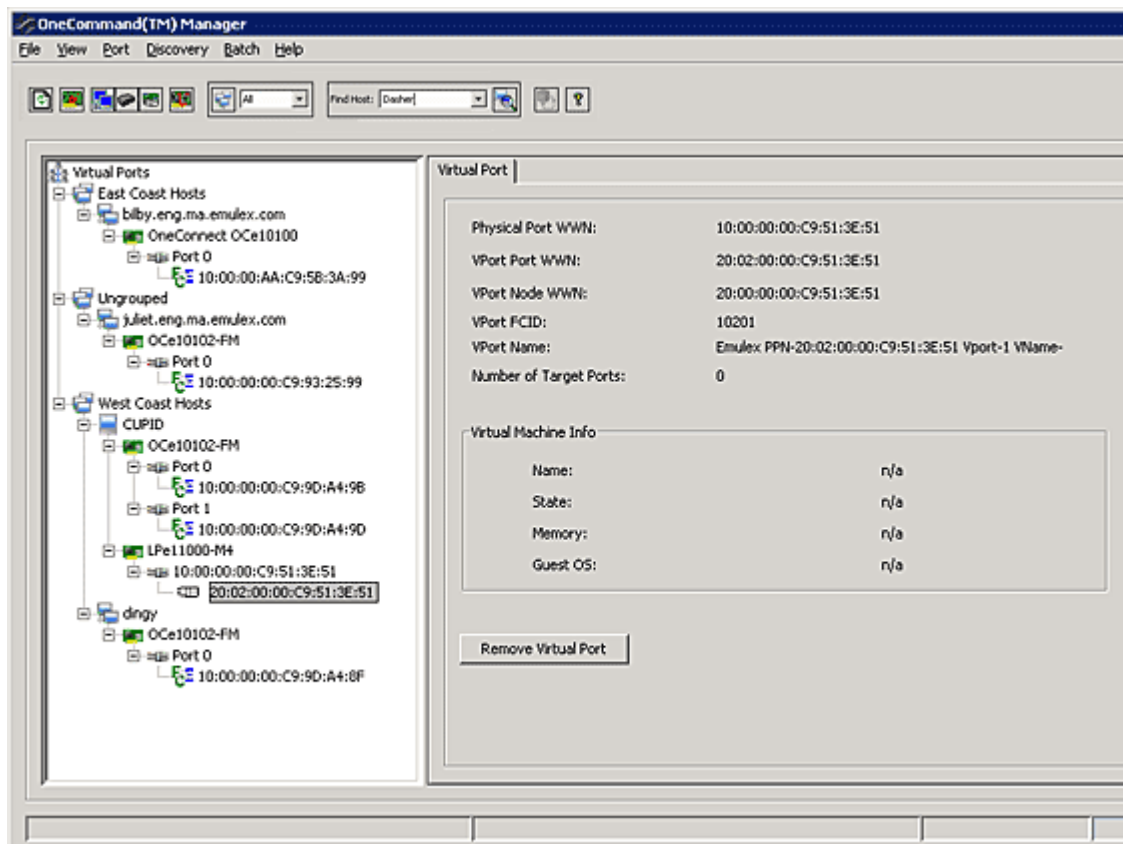 OneCommand(TM) Manager
File View Port Discovery Batch Help
All
Find Host: Dasher
Virtual Ports
East Coast Hosts
bilby.eng.ma.emulex.com
OneConnect OCe10100
Port 0
10:00:00:AA:C9:5B:3A:99
Ungrouped
juliet.eng.ma.emulex.com
OCe10102-FM
Port 0
10:00:00:00:C9:93:25:99
West Coast Hosts
CUPID
OCe10102-FM
Port 0
10:00:00:00:C9:9D:A4:9B
Port 1
10:00:00:00:C9:9D:A4:9D
LPe11000-M4
10:00:00:00:C9:51:3E:51
20:02:00:00:C9:51:3E:51
dingy
OCe10102-FM
Port 0
10:00:00:00:C9:9D:A4:8F
Virtual Port
Physical Port WWN: 10:00:00:00:C9:51:3E:51
VPort Port WWN: 20:02:00:00:C9:51:3E:51
VPort Node WWN: 20:00:00:00:C9:51:3E:51
VPort FCID: 10201
VPort Name: Emulex PPN-20:02:00:00:C9:51:3E:51 Vport-1 VName-
Number of Target Ports: 0
Virtual Machine Info
Name: n/a
State: n/a
Memory: n/a
Guest OS: n/a
Remove Virtual Port